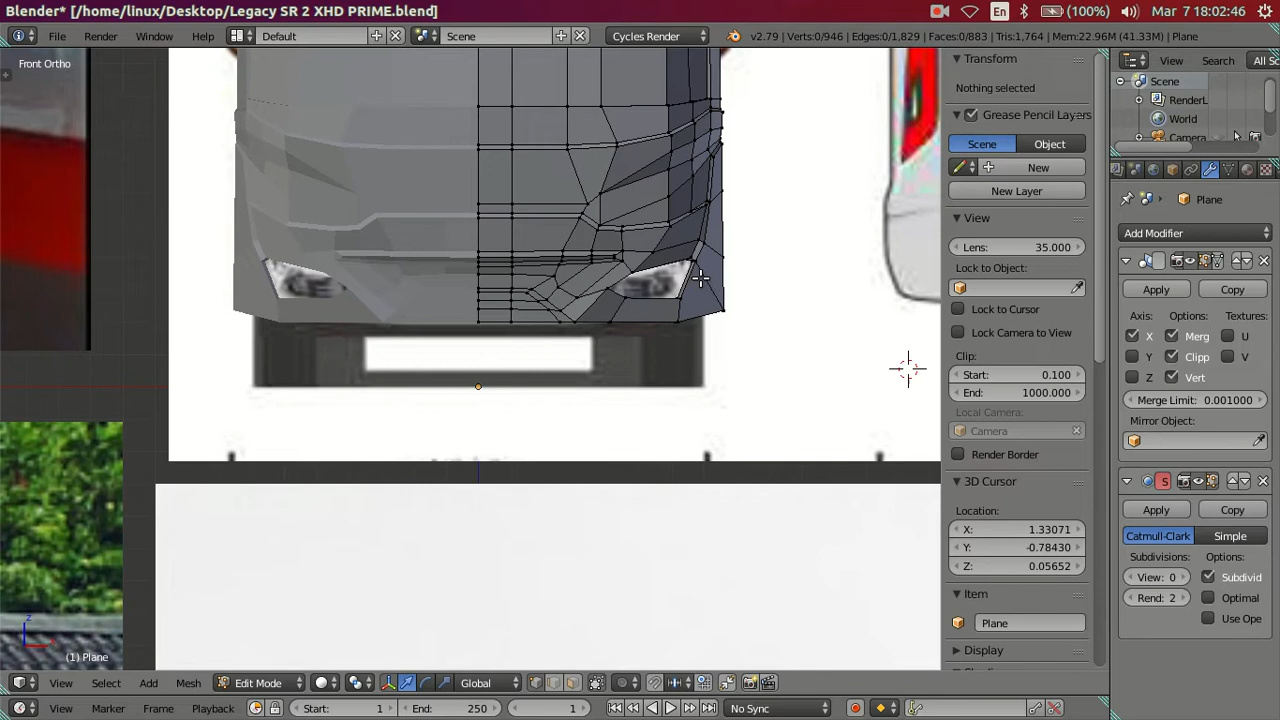 Blender* [/home/linux/Desktop/Legacy SR 2 XHD PRIME.blend]
En (100%) Mar 7 18:02:46
File Render Window Help Default Scene Cycles Render v2.79 | Verts:0/946 | Edges:0/1,829 | Faces:0/883 | Tris:1,764 | Mem:22.96M (41.33M) | Plane
Front Ortho
Transform
Nothing selected
Grease Pencil Layers
Scene Object
New
New Layer
View
Lens: 35.000
Lock to Object:
Lock to Cursor
Lock Camera to View
Clip:
Start: 0.100
End: 1000.000
Local Camera:
Camera
Render Border
3D Cursor
Location:
X: 1.33071
Y: -0.78430
Z: 0.05652
Item
Plane
Display
View Search All Sc
Scene
RenderL
World
Camera
Plane
Add Modifier
Apply Copy
Axis: Options: Textures:
X Merg U
Y Clipp V
Z Vert
Merge Limit: 0.001000
Mirror Object:
S
Apply Copy
Catmull-Clark Simple
Subdivisions: Options:
View: 0 Subdivid
Rend: 2 Optimal
Use Ope
z
(1) Plane
View Select Add Mesh Edit Mode Global
View Marker Frame Playback Start: 1 End: 250 1 No Sync